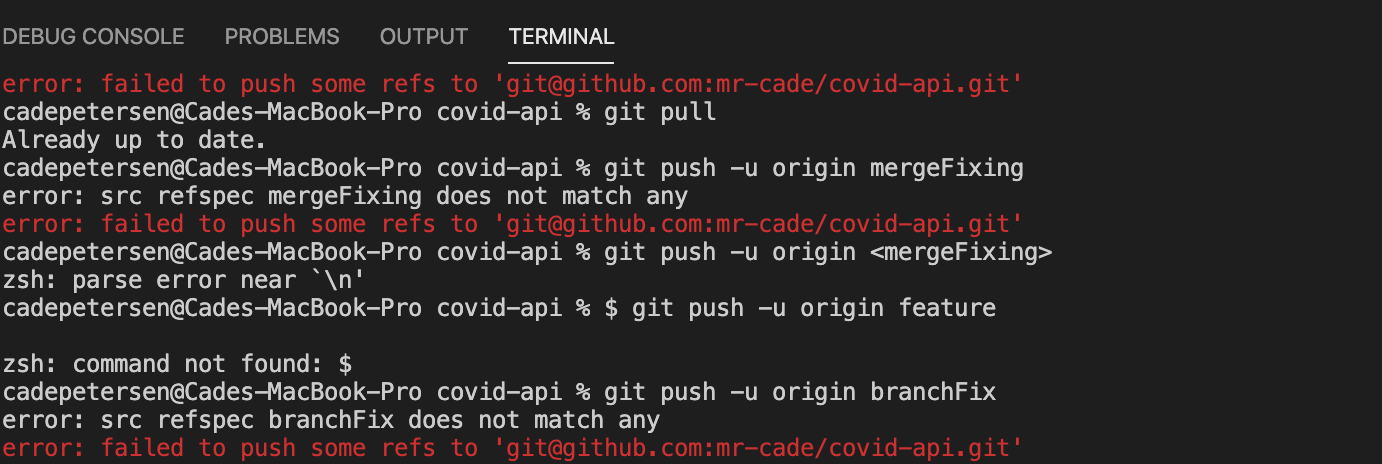 DEBUG CONSOLE PROBLEMS OUTPUT TERMINAL
error: failed to push some refs to 'git@github.com:mr-cade/covid-api.git'
cadepetersen@Cades-MacBook-Pro covid-api % git pull
Already up to date.
cadepetersen@Cades-MacBook-Pro covid-api % git push -u origin mergeFixing
error: src refspec mergeFixing does not match any
error: failed to push some refs to 'git@github.com:mr-cade/covid-api.git'
cadepetersen@Cades-MacBook-Pro covid-api % git push -u origin <mergeFixing>
zsh: parse error near `\n'
cadepetersen@Cades-MacBook-Pro covid-api % $ git push -u origin feature
zsh: command not found: $
cadepetersen@Cades-MacBook-Pro covid-api % git push -u origin branchFix
error: src refspec branchFix does not match any
error: failed to push some refs to 'git@github.com:mr-cade/covid-api.git'